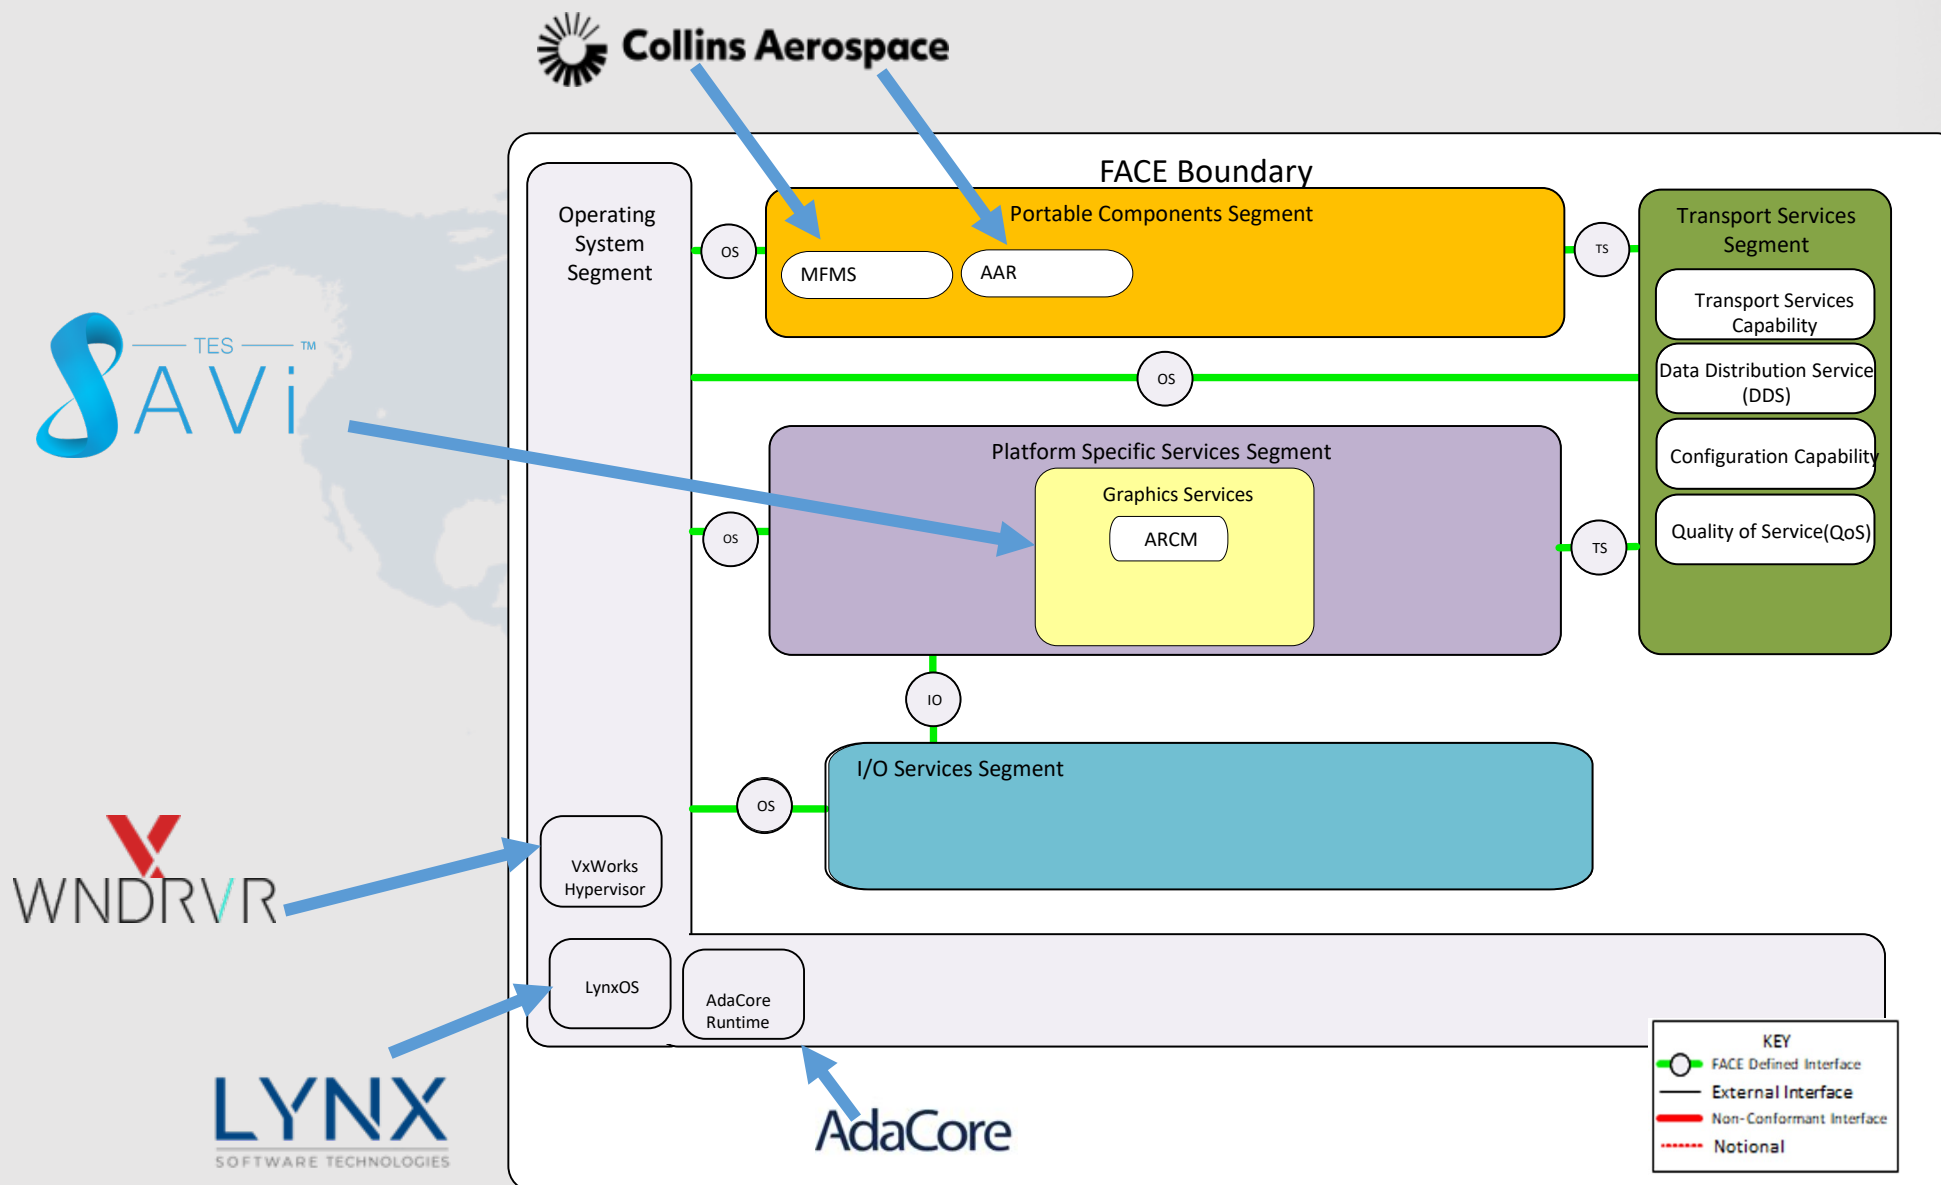 Collins Aerospace
FACE Boundary
Operating
System
Segment
OS
Portable Components Segment
MFMS
AAR
TS
Transport Services
Segment
Transport Services
Capability
Data Distribution Service
(DDS)
Configuration Capability
Quality of Service(QoS)
OS
TES TM
SAVi
Platform Specific Services Segment
Graphics Services
ARCM
OS
TS
IO
I/O Services Segment
OS
VxWorks
Hypervisor
WNDRVR
LynxOS
AdaCore
Runtime
LYNX
SOFTWARE TECHNOLOGIES
AdaCore
KEY
FACE Defined Interface
External Interface
Non-Conformant Interface
Notional